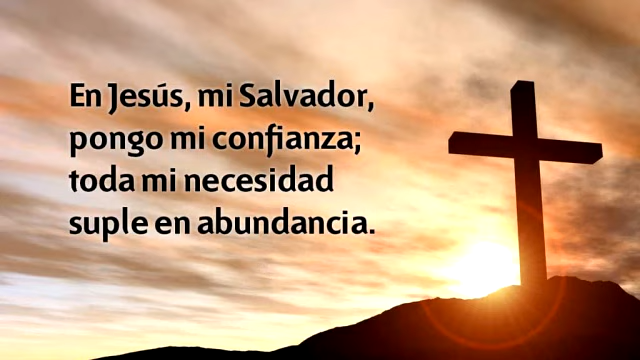 En Jesús, mi Salvador,
pongo mi confianza;
toda mi necesidad
suple en abundancia.